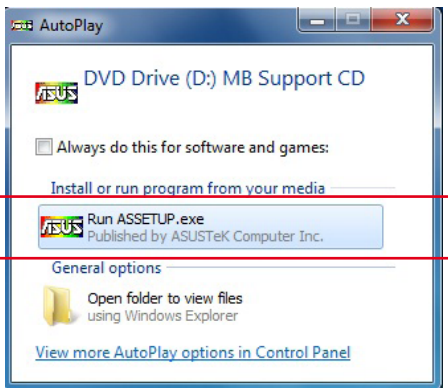 AutoPlay
DVD Drive (D:) MB Support CD
ASUS
Always do this for software and games:
Install or run program from your media
ASUS
Run ASSETUP.exe
Published by ASUSTeK Computer Inc.
General options
Open folder to view files
using Windows Explorer
View more AutoPlay options in Control Panel